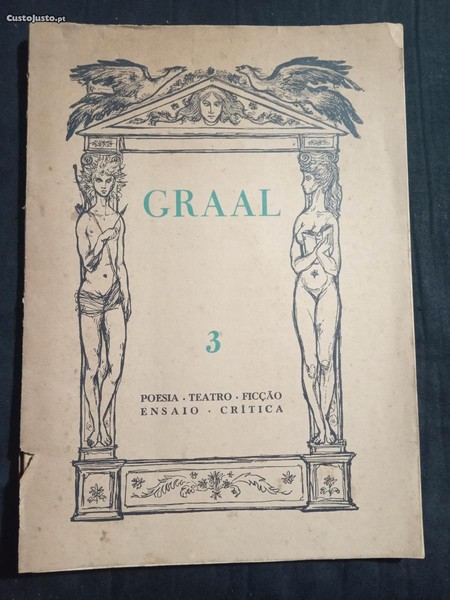 CustoJusto.pt
GRAAL
3
POESIA · TEATRO · FICÇÃO
ENSAIO · CRÍTICA